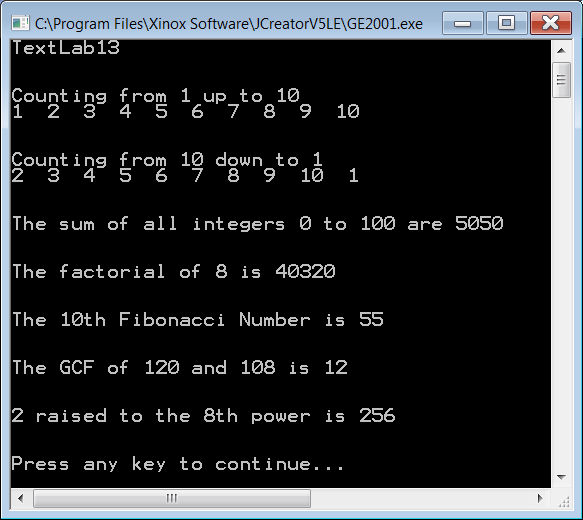 C:\Program Files\Xinox Software\JCreatorV5LE\GE2001.exe
TextLab13
Counting from 1 up to 10
1  2  3  4  5  6  7  8  9  10
Counting from 10 down to 1
2  3  4  5  6  7  8  9  10  1
The sum of all integers 0 to 100 are 5050
The factorial of 8 is 40320
The 10th Fibonacci Number is 55
The GCF of 120 and 108 is 12
2 raised to the 8th power is 256
Press any key to continue...